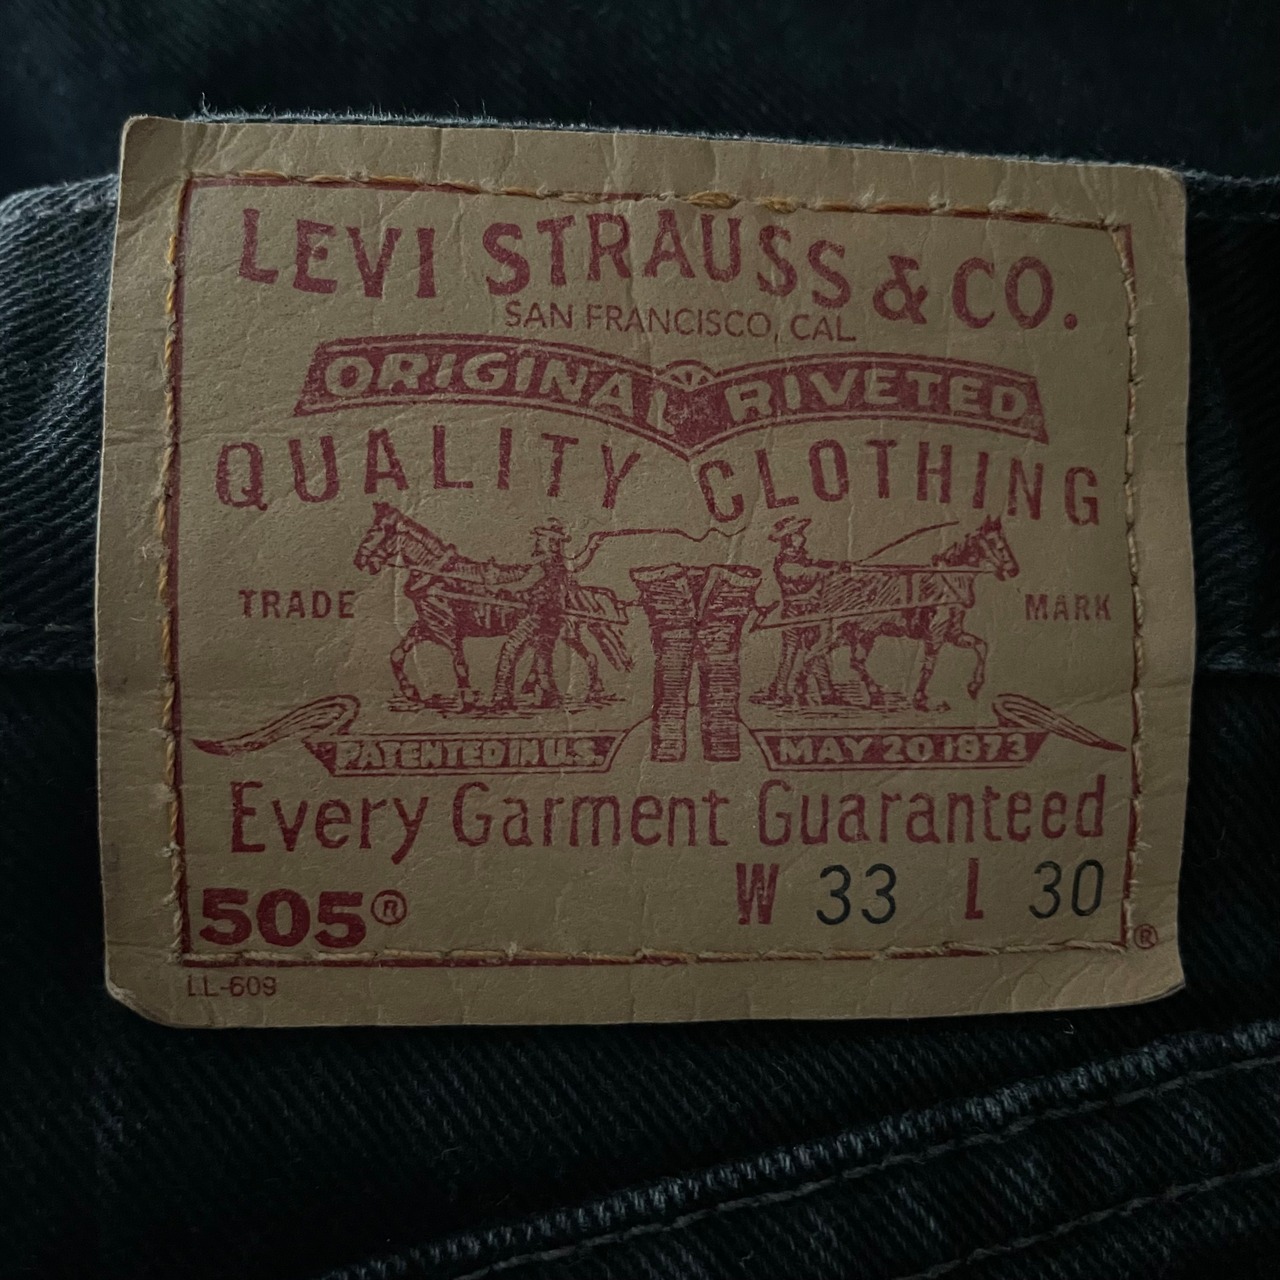 LEVI STRAUSS & CO.
SAN FRANCISCO, CAL
ORIGINAL RIVETED
QUALITY CLOTHING
TRADE MARK
PATENTED IN U.S. MAY 20 1873
Every Garment Guaranteed
W 33 L 30
505®
®
LL-609